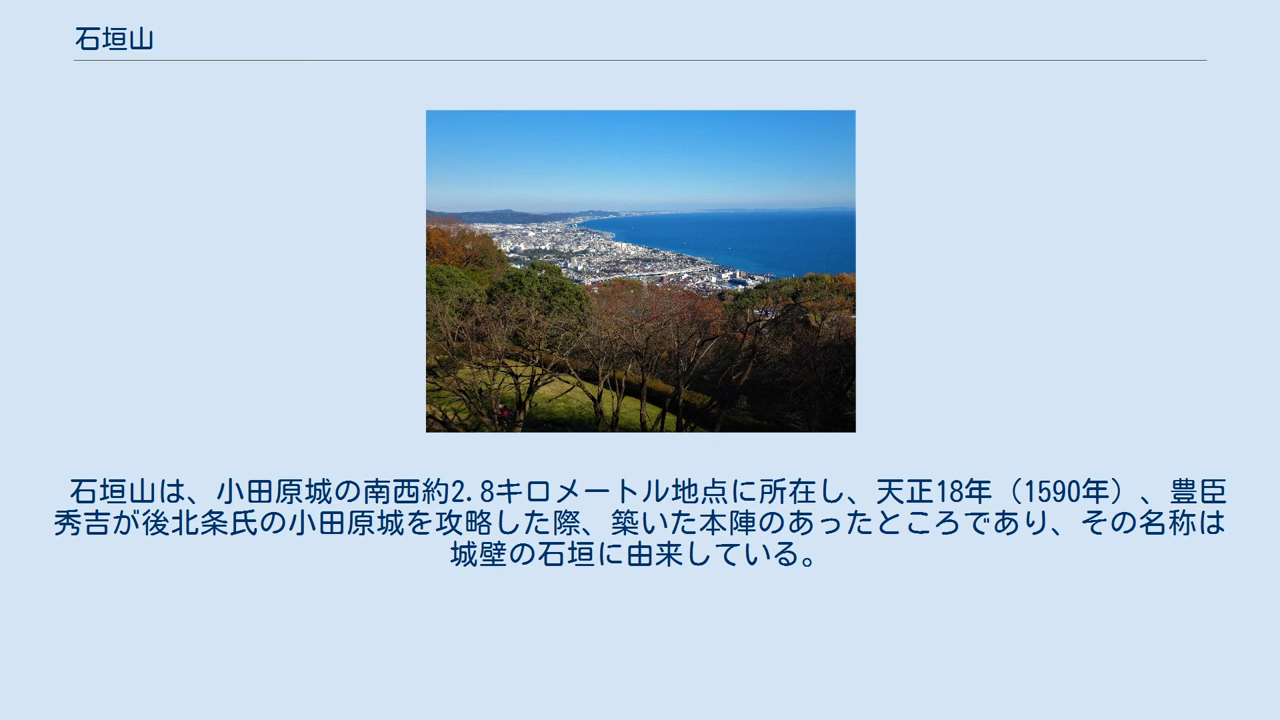 石垣山
石垣山は、小田原城の南西約2.8キロメートル地点に所在し、天正18年（1590年）、豊臣
秀吉が後北条氏の小田原城を攻略した際、築いた本陣のあったところであり、その名称は
城壁の石垣に由来している。